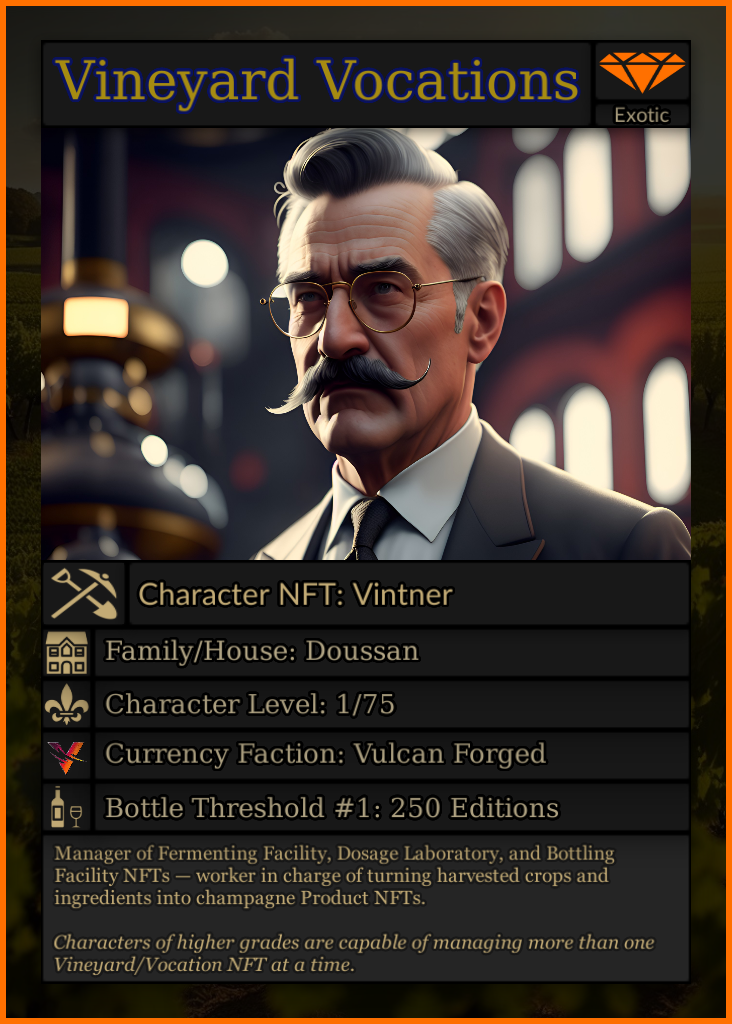 Vineyard Vocations
Exotic
Character NFT: Vintner
Family/House: Doussan
Character Level: 1/75
Currency Faction: Vulcan Forged
Bottle Threshold #1: 250 Editions
Manager of Fermenting Facility, Dosage Laboratory, and Bottling
Facility NFTs — worker in charge of turning harvested crops and
ingredients into champagne Product NFTs.
Characters of higher grades are capable of managing more than one
Vineyard/Vocation NFT at a time.